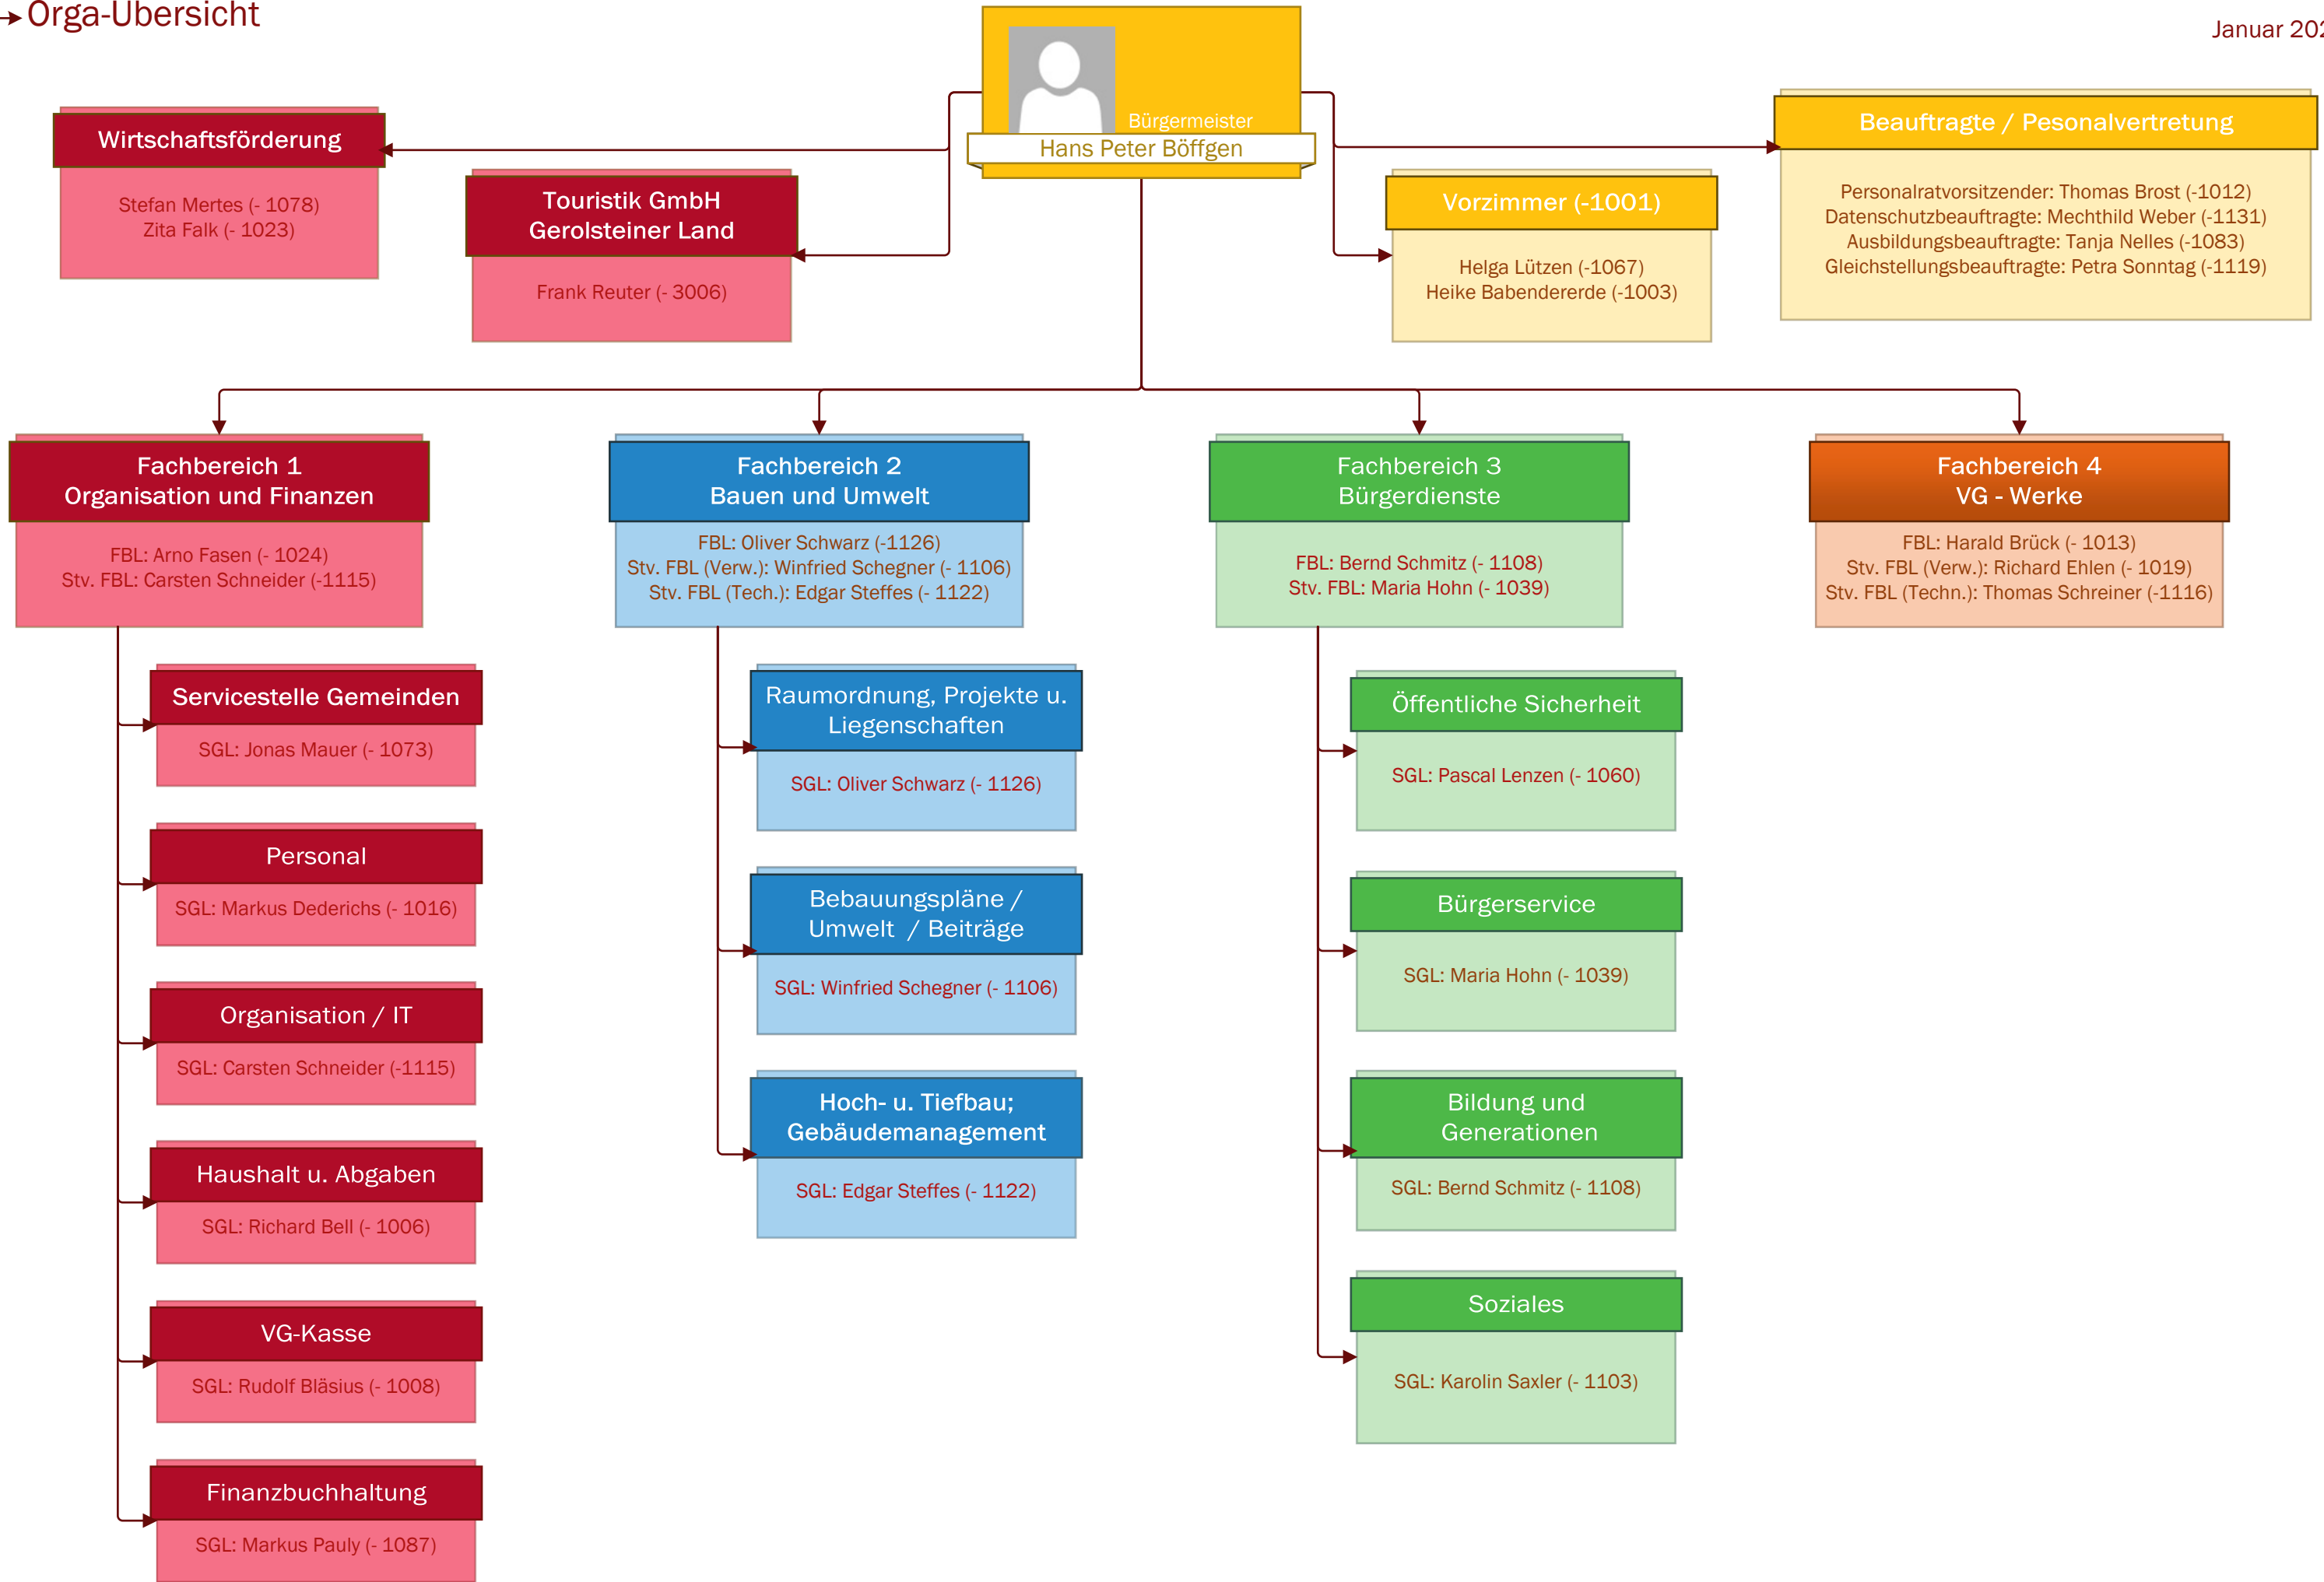 Orga-Übersicht
Januar 202
Bürgermeister
Hans Peter Böffgen
Wirtschaftsförderung
Stefan Mertes (- 1078)
Zita Falk (- 1023)
Touristik GmbH
Gerolsteiner Land
Frank Reuter (- 3006)
Vorzimmer (-1001)
Helga Lützen (-1067)
Heike Babendererde (-1003)
Beauftragte / Pesonalvertretung
Personalratvorsitzender: Thomas Brost (-1012)
Datenschutzbeauftragte: Mechthild Weber (-1131)
Ausbildungsbeauftragte: Tanja Nelles (-1083)
Gleichstellungsbeauftragte: Petra Sonntag (-1119)
Fachbereich 1
Organisation und Finanzen
FBL: Arno Fasen (- 1024)
Stv. FBL: Carsten Schneider (-1115)
Servicestelle Gemeinden
SGL: Jonas Mauer (- 1073)
Personal
SGL: Markus Dederichs (- 1016)
Organisation / IT
SGL: Carsten Schneider (-1115)
Haushalt u. Abgaben
SGL: Richard Bell (- 1006)
VG-Kasse
SGL: Rudolf Bläsius (- 1008)
Finanzbuchhaltung
SGL: Markus Pauly (- 1087)
Fachbereich 2
Bauen und Umwelt
FBL: Oliver Schwarz (-1126)
Stv. FBL (Verw.): Winfried Schegner (- 1106)
Stv. FBL (Tech.): Edgar Steffes (- 1122)
Raumordnung, Projekte u.
Liegenschaften
SGL: Oliver Schwarz (- 1126)
Bebauungspläne /
Umwelt / Beiträge
SGL: Winfried Schegner (- 1106)
Hoch- u. Tiefbau;
Gebäudemanagement
SGL: Edgar Steffes (- 1122)
Fachbereich 3
Bürgerdienste
FBL: Bernd Schmitz (- 1108)
Stv. FBL: Maria Hohn (- 1039)
Öffentliche Sicherheit
SGL: Pascal Lenzen (- 1060)
Bürgerservice
SGL: Maria Hohn (- 1039)
Bildung und
Generationen
SGL: Bernd Schmitz (- 1108)
Soziales
SGL: Karolin Saxler (- 1103)
Fachbereich 4
VG - Werke
FBL: Harald Brück (- 1013)
Stv. FBL (Verw.): Richard Ehlen (- 1019)
Stv. FBL (Techn.): Thomas Schreiner (-1116)